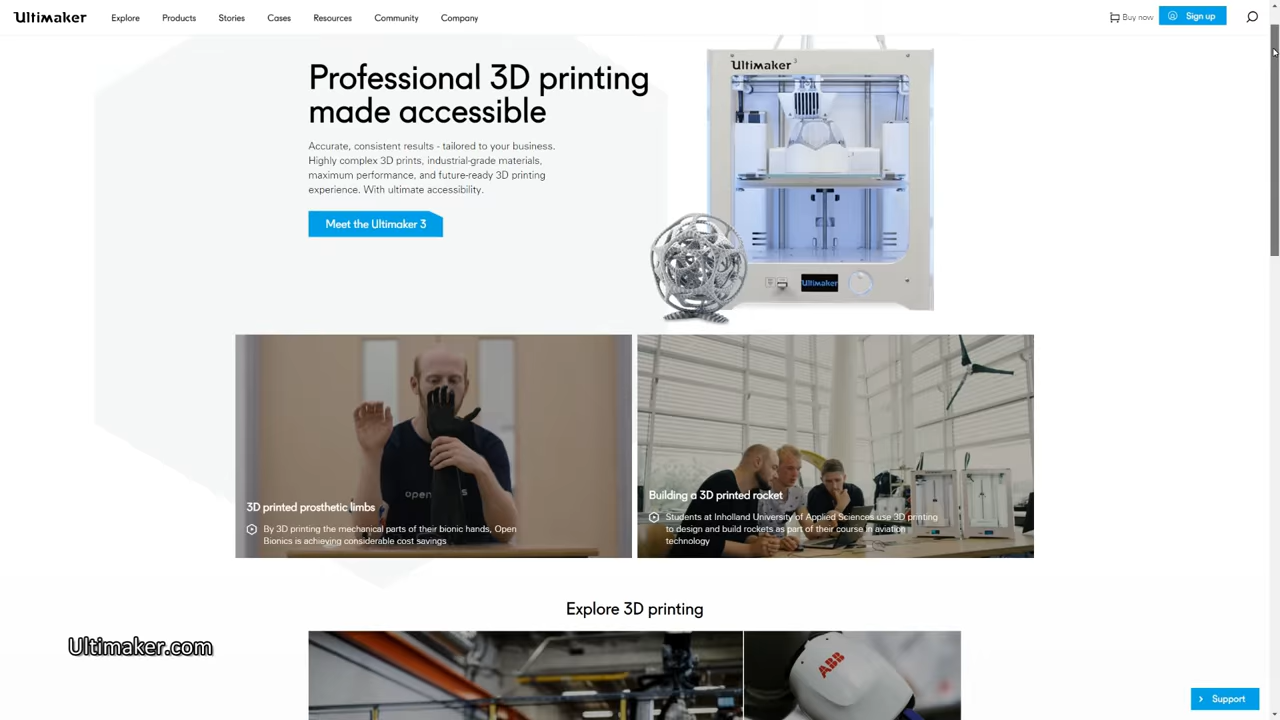 Ultimaker
Explore
Products
Stories
Cases
Resources
Community
Company
Buy now
Sign up
Professional 3D printing
made accessible
Accurate, consistent results - tailored to your business.
Highly complex 3D prints, industrial-grade materials,
maximum performance, and future-ready 3D printing
experience. With ultimate accessibility.
Meet the Ultimaker 3
Ultimaker 3
Ultimaker
3D printed prosthetic limbs
By 3D printing the mechanical parts of their bionic hands, Open
Bionics is achieving considerable cost savings
Building a 3D printed rocket
Students at Inholland University of Applied Sciences use 3D printing
to design and build rockets as part of their course in aviation
technology
Explore 3D printing
ABB
Ultimaker.com
Support